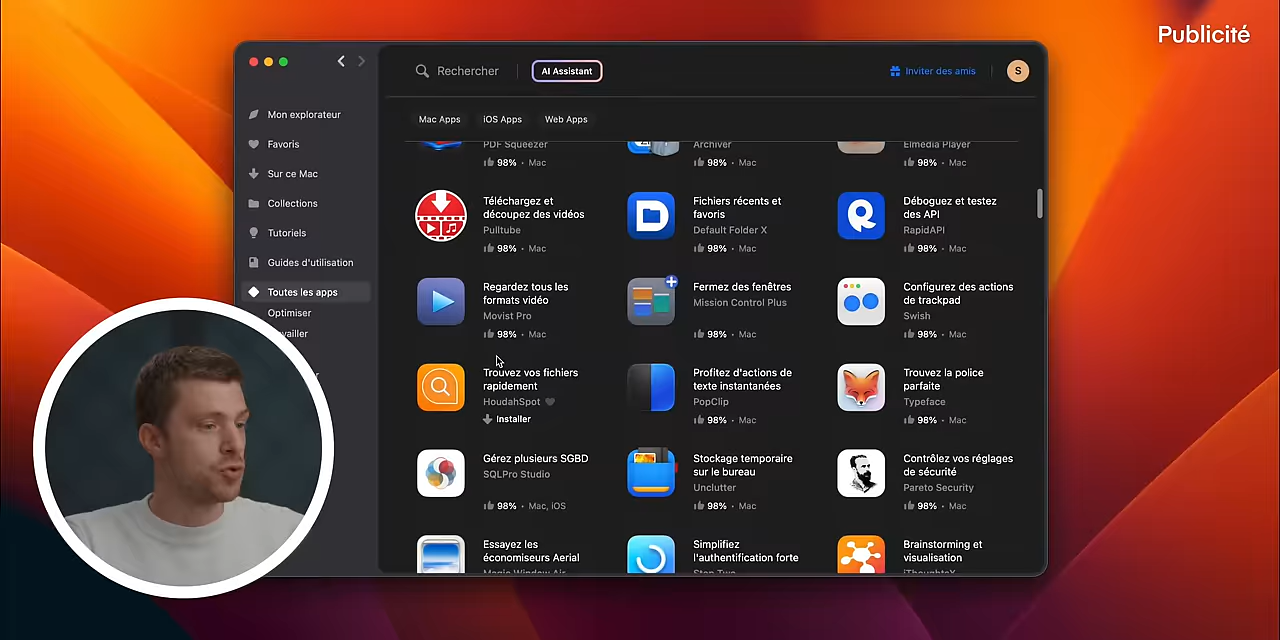 Publicité
Rechercher
AI Assistant
Inviter des amis
S
Mon explorateur
Favoris
Sur ce Mac
Collections
Tutoriels
Guides d'utilisation
Toutes les apps
Optimiser
Mac Apps
iOS Apps
Web Apps
PDF Squeezer
98% • Mac
Archiver
98% • Mac
Elmedia Player
98% • Mac
Téléchargez et
découpez des vidéos
Pulltube
98% • Mac
Fichiers récents et
favoris
Default Folder X
98% • Mac
Déboguez et testez
des API
RapidAPI
98% • Mac
Regardez tous les
formats vidéo
Movist Pro
98% • Mac
Fermez des fenêtres
Mission Control Plus
98% • Mac
Configurez des actions
de trackpad
Swish
98% • Mac
Trouvez vos fichiers
rapidement
HoudahSpot
Installer
Profitez d'actions de
texte instantanées
PopClip
98% • Mac
Trouvez la police
parfaite
Typeface
98% • Mac
Gérez plusieurs SGBD
SQLPro Studio
98% • Mac, iOS
Stockage temporaire
sur le bureau
Unclutter
98% • Mac
Contrôlez vos réglages
de sécurité
Pareto Security
98% • Mac
Essayez les
économiseurs Aerial
Magic Window Air
Simplifiez
l'authentification forte
Step Two
Brainstorming et
visualisation
iThoughtsX